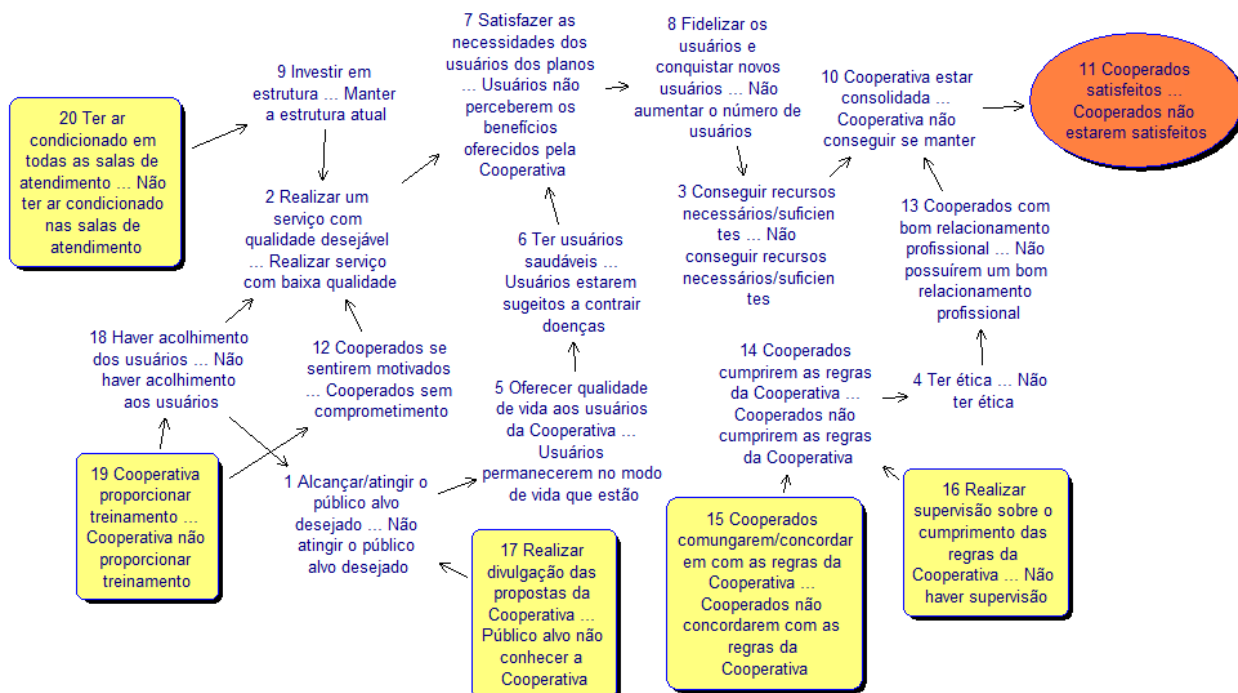 7 Satisfazer as
necessidades dos
usuários dos planos
... Usuários não
perceberem os
benefícios
oferecidos pela
Cooperativa
8 Fidelizar os
usuários e
conquistar novos
usuários ... Não
aumentar o número de
usuários
9 Investir em
estrutura ... Manter
a estrutura atual
10 Cooperativa estar
consolidada ...
Cooperativa não
conseguir se manter
11 Cooperados
satisfeitos ...
Cooperados não
estarem satisfeitos
20 Ter ar
condicionado em
todas as salas de
atendimento ... Não
ter ar condicionado
nas salas de
atendimento
2 Realizar um
serviço com
qualidade desejável
... Realizar serviço
com baixa qualidade
3 Conseguir recursos
necessários/suficien
tes ... Não
conseguir recursos
necessários/suficien
tes
13 Cooperados com
bom relacionamento
profissional ... Não
possuírem um bom
relacionamento
profissional
6 Ter usuários
saudáveis ...
Usuários estarem
sugeitos a contrair
doenças
18 Haver acolhimento
dos usuários ... Não
haver acolhimento
aos usuários
12 Cooperados se
sentirem motivados
... Cooperados sem
comprometimento
14 Cooperados
cumprirem as regras
da Cooperativa ...
Cooperados não
cumprirem as regras
da Cooperativa
4 Ter ética ... Não
ter ética
5 Oferecer qualidade
de vida aos usuários
da Cooperativa ...
Usuários
permanecerem no modo
de vida que estão
19 Cooperativa
proporcionar
treinamento ...
Cooperativa não
proporcionar
treinamento
1 Alcançar/atingir o
público alvo
desejado ... Não
atingir o público
alvo desejado
17 Realizar
divulgação das
propostas da
Cooperativa ...
Público alvo não
conhecer a
Cooperativa
15 Cooperados
comungarem/concordar
em com as regras da
Cooperativa ...
Cooperados não
concordarem com as
regras da
Cooperativa
16 Realizar
supervisão sobre o
cumprimento das
regras da
Cooperativa ... Não
haver supervisão